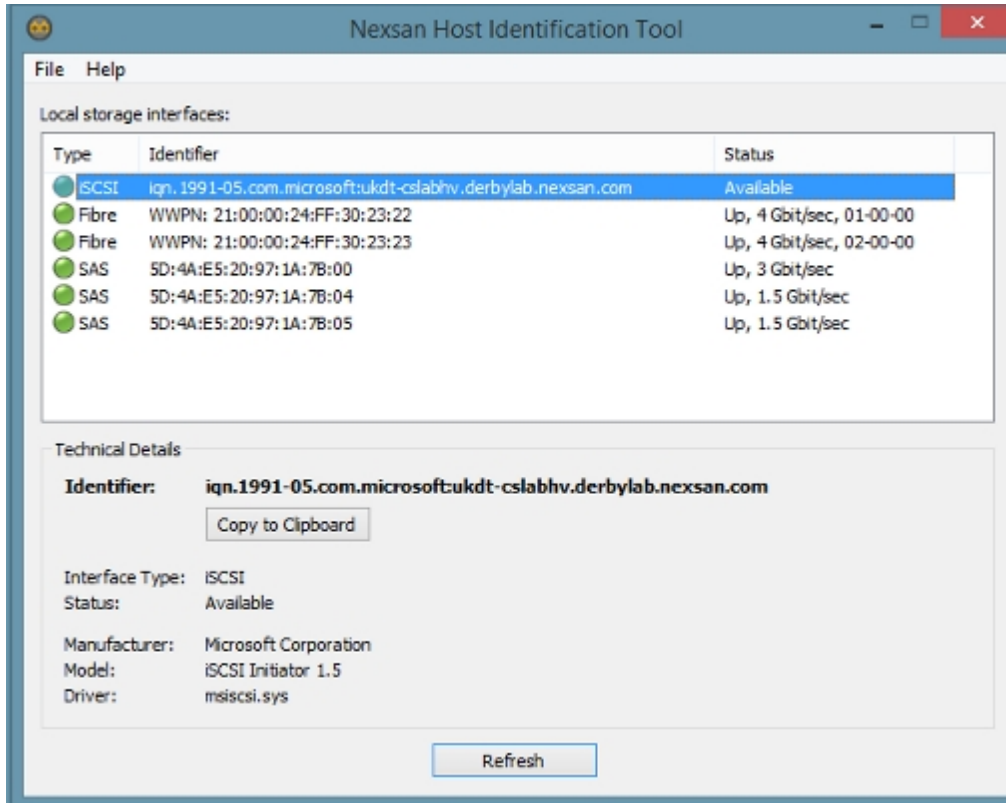 Nexsan Host Identification Tool
File Help
Local storage interfaces:
Type Identifier Status
iSCSI iqn.1991-05.com.microsoft:ukdt-cslabhv.derbylab.nexsan.com Available
Fibre WWPN: 21:00:00:24:FF:30:23:22 Up, 4 Gbit/sec, 01-00-00
Fibre WWPN: 21:00:00:24:FF:30:23:23 Up, 4 Gbit/sec, 02-00-00
SAS 5D:4A:E5:20:97:1A:7B:00 Up, 3 Gbit/sec
SAS 5D:4A:E5:20:97:1A:7B:04 Up, 1.5 Gbit/sec
SAS 5D:4A:E5:20:97:1A:7B:05 Up, 1.5 Gbit/sec
Technical Details
Identifier: iqn.1991-05.com.microsoft:ukdt-cslabhv.derbylab.nexsan.com
Copy to Clipboard
Interface Type: iSCSI
Status: Available
Manufacturer: Microsoft Corporation
Model: iSCSI Initiator 1.5
Driver: msiscsi.sys
Refresh